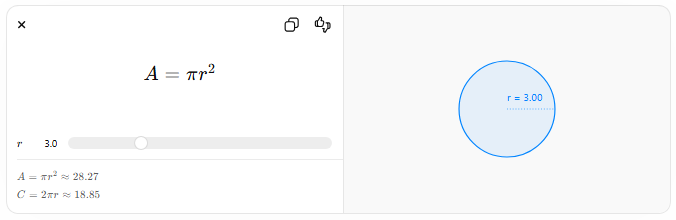 A = πr²
r 3.0
A = πr² ≈ 28.27
C = 2πr ≈ 18.85
r = 3.00